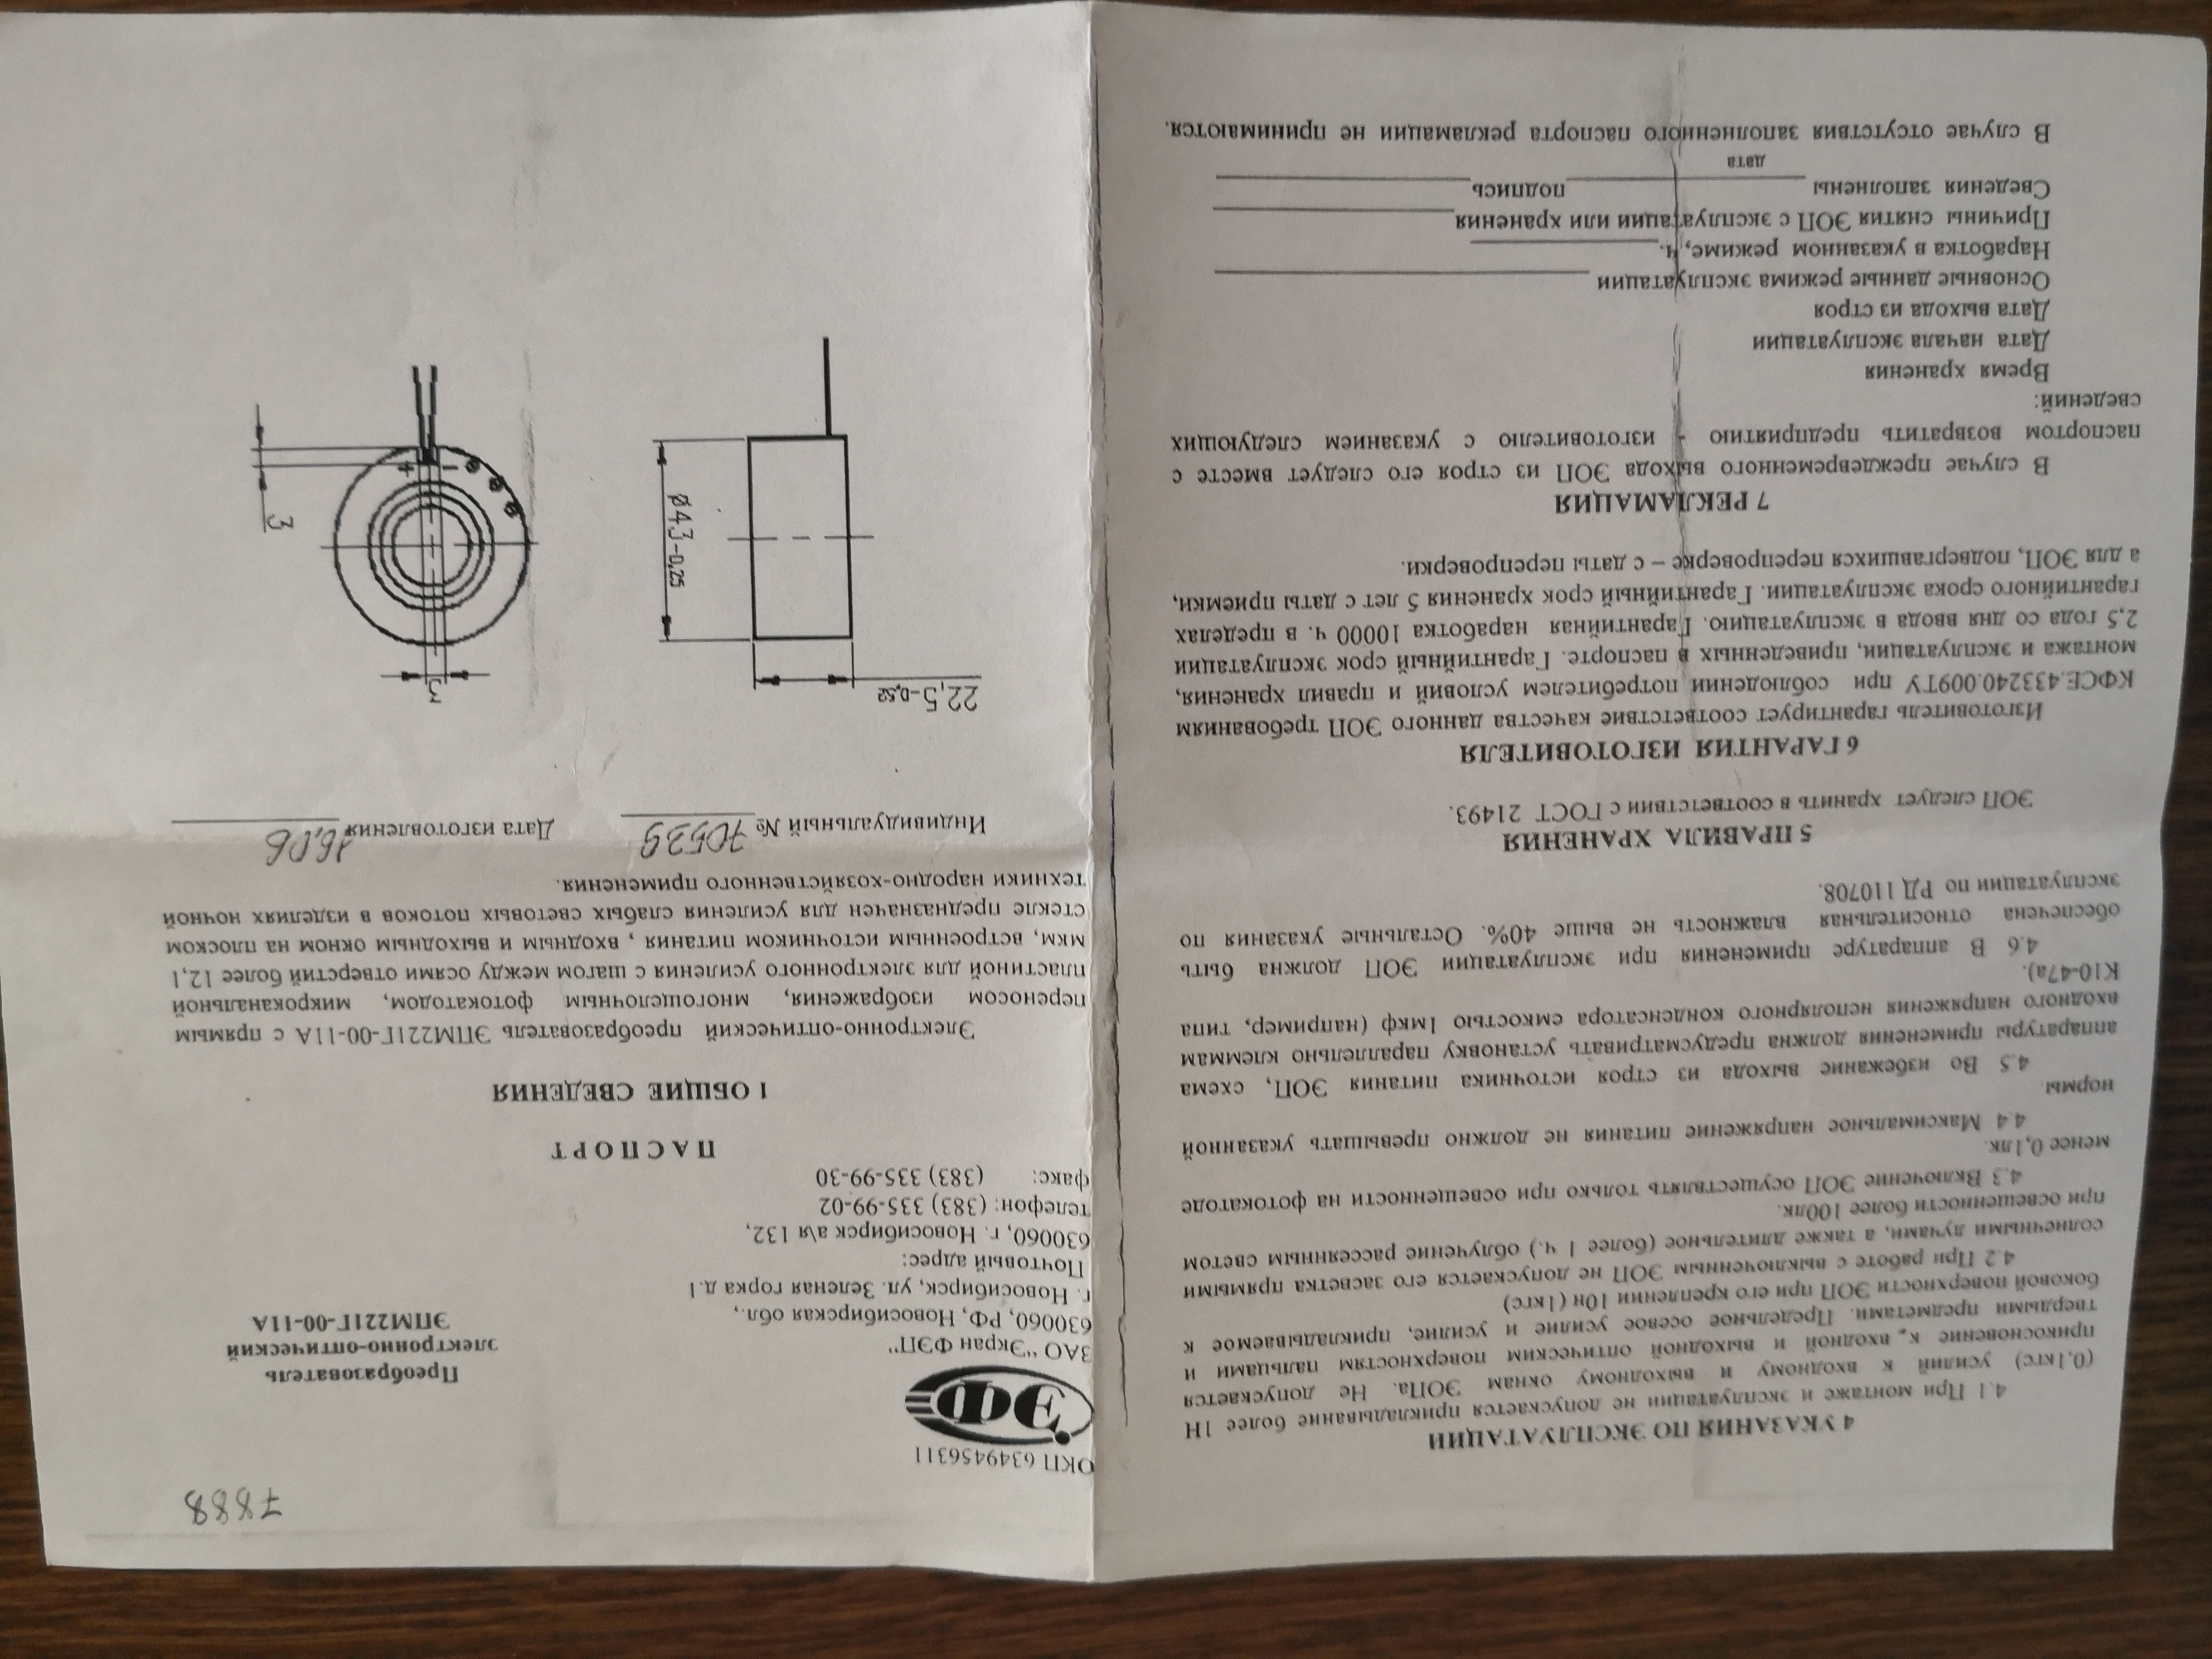 7888
ОКП 6349456311
ЭФ
ЗАО "Экран ФЭП"
630060, РФ, Новосибирская обл.,
г. Новосибирск, ул. Зеленая горка д.1
Почтовый адрес:
630060, г. Новосибирск а\я 132,
телефон: (383) 335-99-02
факс: (383) 335-99-30
Преобразователь
электронно-оптический
ЭПМ221Г-00-11А
ПАСПОРТ
1 ОБЩИЕ СВЕДЕНИЯ
Электронно-оптический преобразователь ЭПМ221Г-00-11А с прямым
переносом изображения, многощелочным фотокатодом, микроканальной
пластиной для электронного усиления с шагом между осями отверстий более 12,1
мкм, встроенным источником питания , входным и выходным окном на плоском
стекле предназначен для усиления слабых световых потоков в изделиях ночной
техники народно-хозяйственного применения.
Индивидуальный № 70539 Дата изготовления
22,5-0,52
Ø43-0,25
3
3
+ -
4 УКАЗАНИЯ ПО ЭКСПЛУАТАЦИИ
4.1 При монтаже и эксплуатации не допускается прикладывание более 1Н
(0,1кгс) усилий к входному и выходному окнам ЭОПа. Не допускается
прикосновение к входной и выходной оптическим поверхностям пальцами и
твердыми предметами. Предельное осевое усилие и усилие, прикладываемое к
боковой поверхности ЭОП при его креплении 10н (1кгс)
4.2 При работе с выключенным ЭОП не допускается его засветка прямыми
солнечными лучами, а также длительное (более 1 ч.) облучение рассеянным светом
при освещенности более 100лк.
4.3 Включение ЭОП осуществлять только при освещенности на фотокатоде
менее 0,1лк.
4.4 Максимальное напряжение питания не должно превышать указанной
нормы
4.5 Во избежание выхода из строя источника питания ЭОП, схема
аппаратуры применения должна предусматривать установку параллельно клеммам
входного напряжения неполярного конденсатора емкостью 1мкф (например, типа
К10-47а).
4.6 В аппаратуре применения при эксплуатации ЭОП должна быть
обеспечена относительная влажность не выше 40%. Остальные указания по
эксплуатации по РД 110708.
5 ПРАВИЛА ХРАНЕНИЯ
ЭОП следует хранить в соответствии с ГОСТ 21493.
6 ГАРАНТИЯ ИЗГОТОВИТЕЛЯ
Изготовитель гарантирует соответствие качества данного ЭОП требованиям
КФСЕ.433240.009ТУ при соблюдении потребителем условий и правил хранения,
монтажа и эксплуатации, приведенных в паспорте. Гарантийный срок эксплуатации
2,5 года со дня ввода в эксплуатацию. Гарантийная наработка 10000 ч. в пределах
гарантийного срока эксплуатации. Гарантийный срок хранения 5 лет с даты приемки,
а для ЭОП, подвергавшихся перепроверке – с даты перепроверки.
7 РЕКЛАМАЦИЯ
В случае преждевременного выхода ЭОП из строя его следует вместе с
паспортом возвратить предприятию - изготовителю с указанием следующих
сведений:
Время хранения
Дата начала эксплуатации
Дата выхода из строя
Основные данные режима эксплуатации
Наработка в указанном режиме, ч.
Причины снятия ЭОП с эксплуатации или хранения
Сведения заполнены подпись
дата
В случае отсутствия заполненного паспорта рекламации не принимаются.